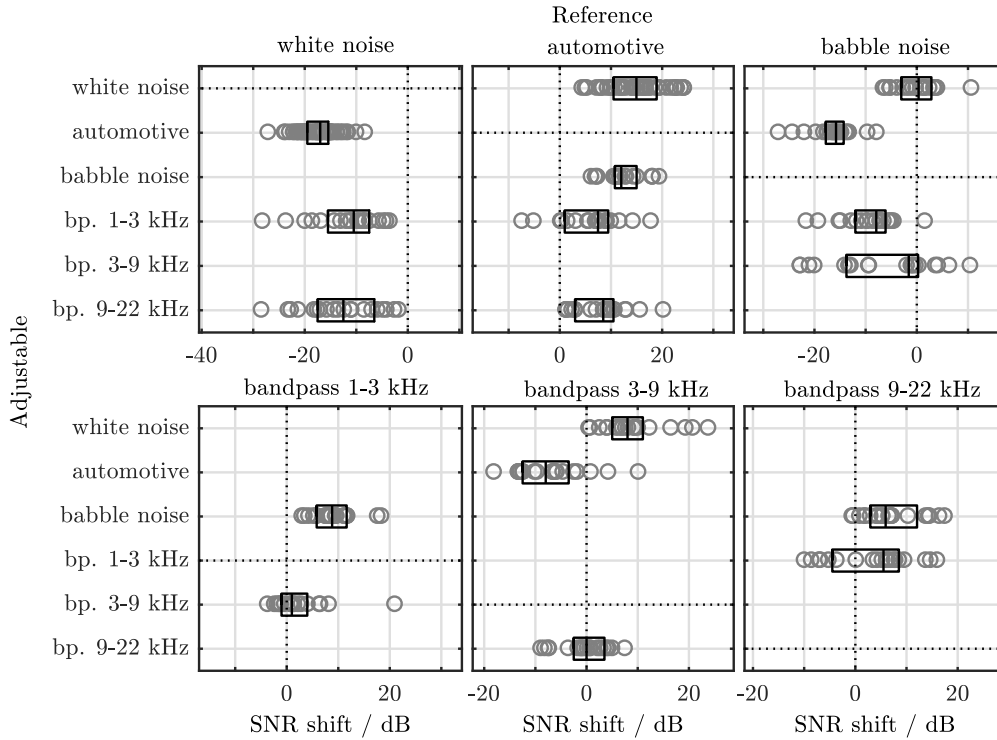 Reference
white noise automotive babble noise
white noise
automotive
babble noise
bp. 1-3 kHz
bp. 3-9 kHz
bp. 9-22 kHz
-40 -20 0 0 20 -20 0
Adjustable
bandpass 1-3 kHz bandpass 3-9 kHz bandpass 9-22 kHz
white noise
automotive
babble noise
bp. 1-3 kHz
bp. 3-9 kHz
bp. 9-22 kHz
0 20 -20 0 20 -20 0 20
SNR shift / dB SNR shift / dB SNR shift / dB